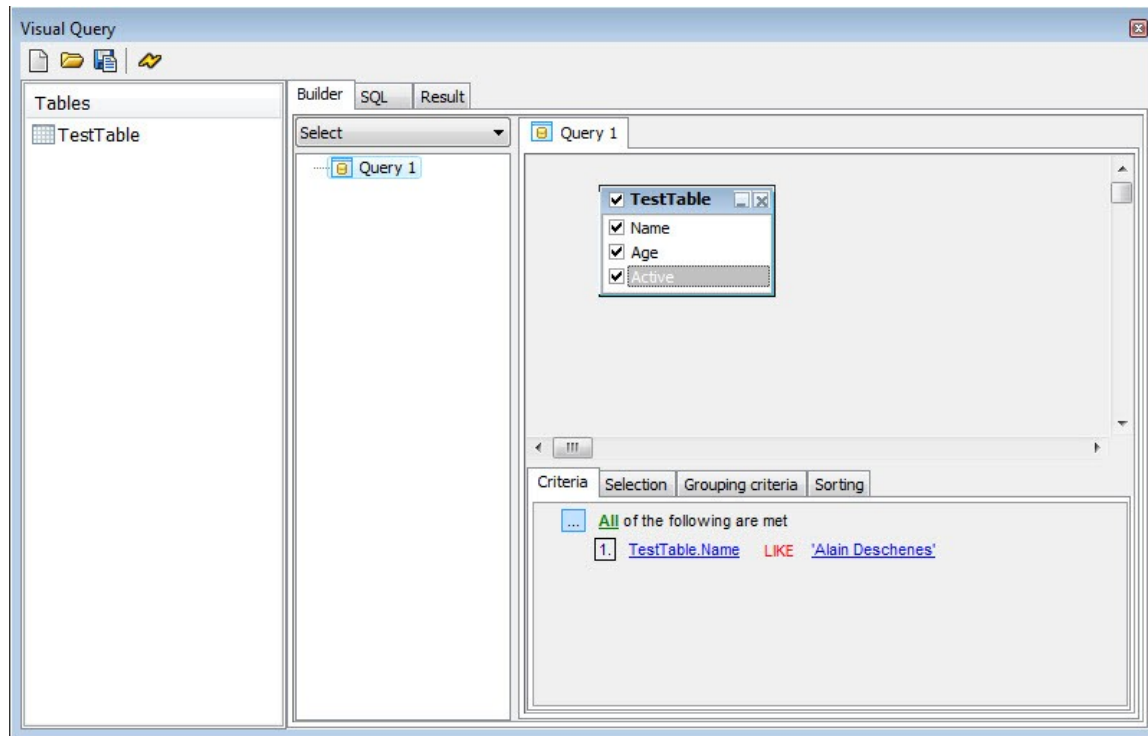 Visual Query
Tables
TestTable
Builder SQL Result
Select
Query 1
Query 1
TestTable
Name
Age
Active
Criteria Selection Grouping criteria Sorting
... All of the following are met
1. TestTable.Name LIKE 'Alain Deschenes'